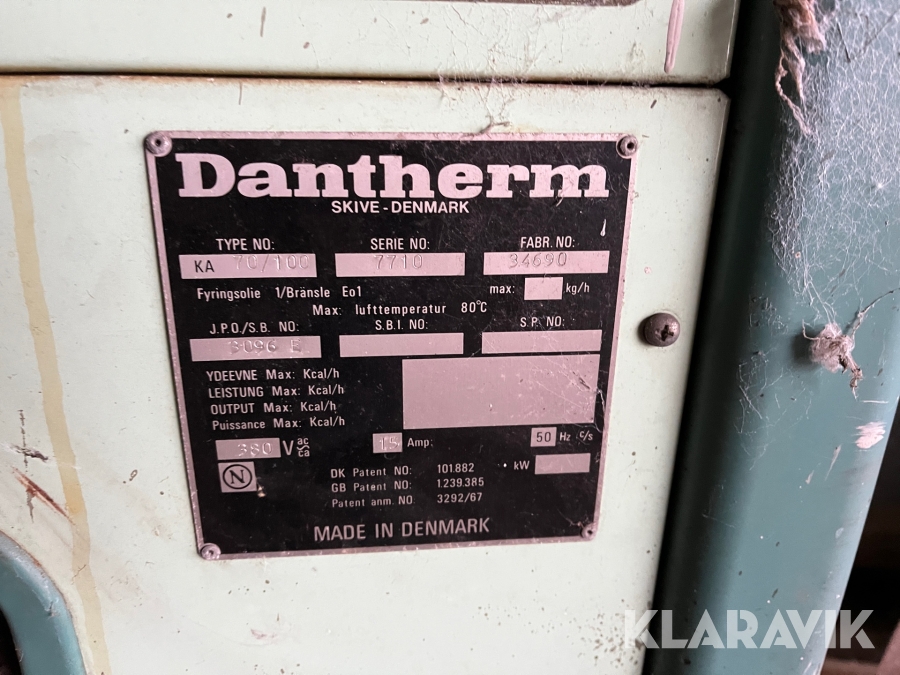 Dantherm
SKIVE - DENMARK
TYPE NO: SERIE NO: FABR. NO:
KA 70/100 7710 34690
Fyringsolie 1/Bränsle Eo1 max: kg/h
Max: lufttemperatur 80°C
J.P.O./S.B. NO: S.B.I. NO: S.P. NO:
3096 E
YDEEVNE Max: Kcal/h
LEISTUNG Max: Kcal/h
OUTPUT Max: Kcal/h
Puissance Max: Kcal/h
380 V ac ca 15 Amp: 50 Hz c/s
N kW
DK Patent NO: 101.882
GB Patent NO: 1.239.385
Patent anm. NO 3292/67
MADE IN DENMARK
KLARAVIK